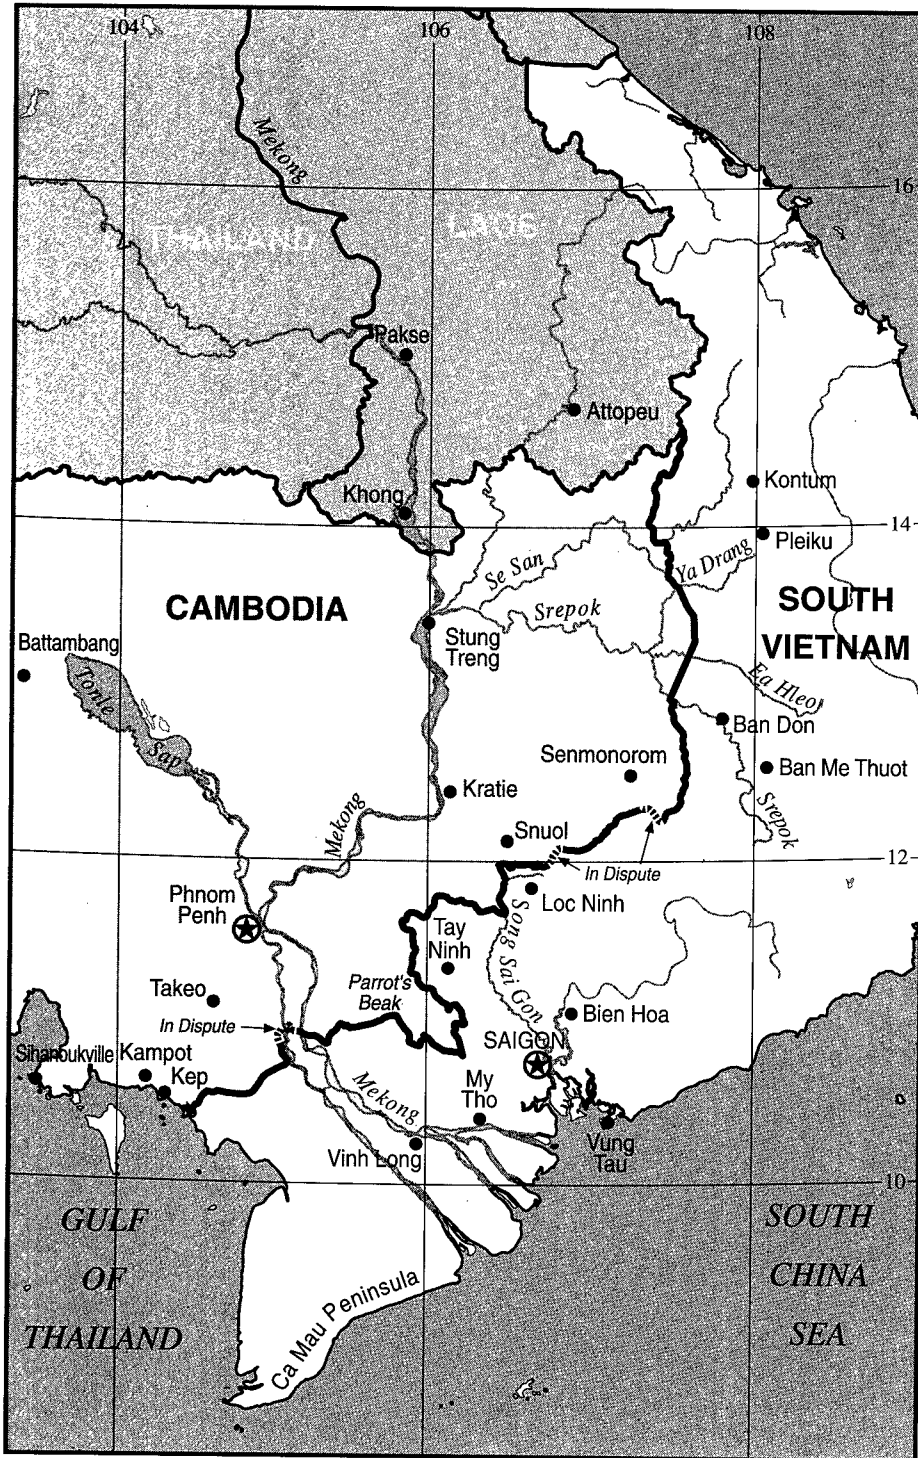 104
106
108
Mekong
16
THAILAND
LAOS
Pakse
Attopeu
Khong
Kontum
14
Pleiku
Se San
Ya Drang
CAMBODIA
Srepok
SOUTH
VIETNAM
Battambang
Stung
Treng
Tonle
Sap
Ea Hleo
Ban Don
Senmonorom
Ban Me Thuot
Kratie
Mekong
Srepok
Snuol
12
In Dispute
Phnom
Penh
Loc Ninh
Tay
Ninh
Song Sai Gon
Takeo
Parrot's
Beak
Bien Hoa
In Dispute
SAIGON
Sihanoukville
Kampot
Kep
My
Tho
Mekong
Vinh Long
Vung
Tau
10
GULF
OF
THAILAND
SOUTH
CHINA
SEA
Ca Mau Peninsula